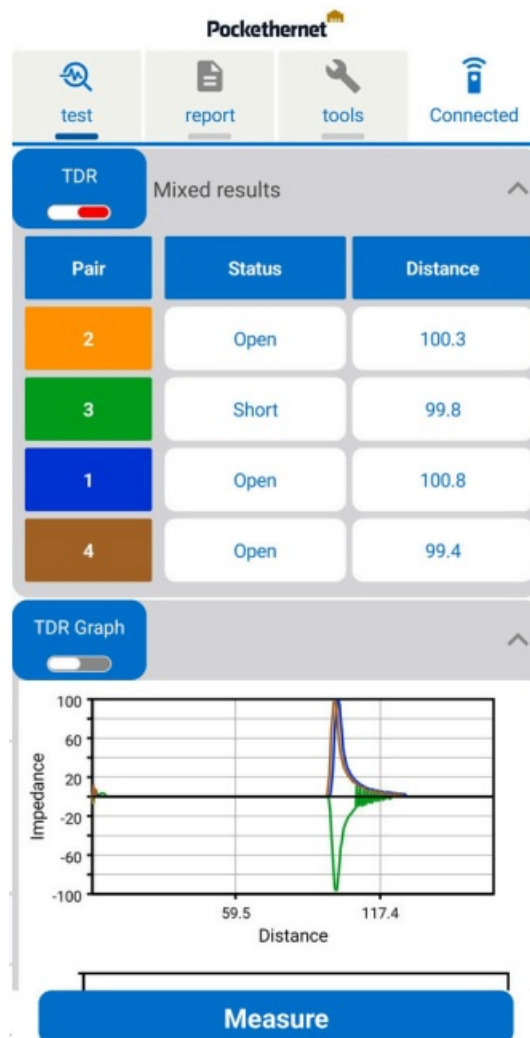 Pockethernet
test report tools Connected
TDR Mixed results
Pair Status Distance
2 Open 100.3
3 Short 99.8
1 Open 100.8
4 Open 99.4
TDR Graph
100
60
20
-20
-60
-100
Impedance
59.5 117.4
Distance
Measure